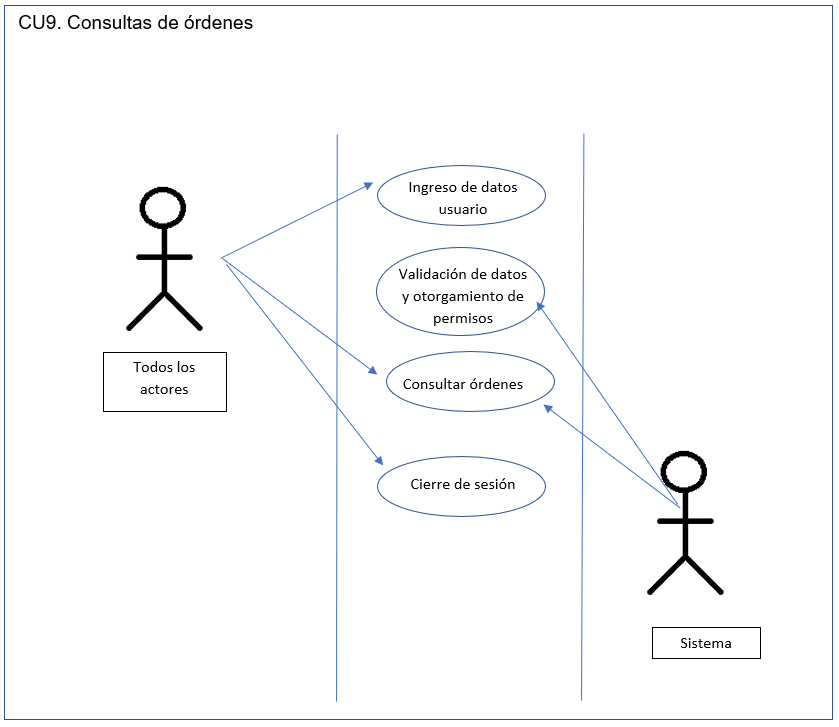 CU9. Consultas de órdenes
Ingreso de datos
usuario
Validación de datos
y otorgamiento de
permisos
Todos los
actores
Consultar órdenes
Cierre de sesión
Sistema